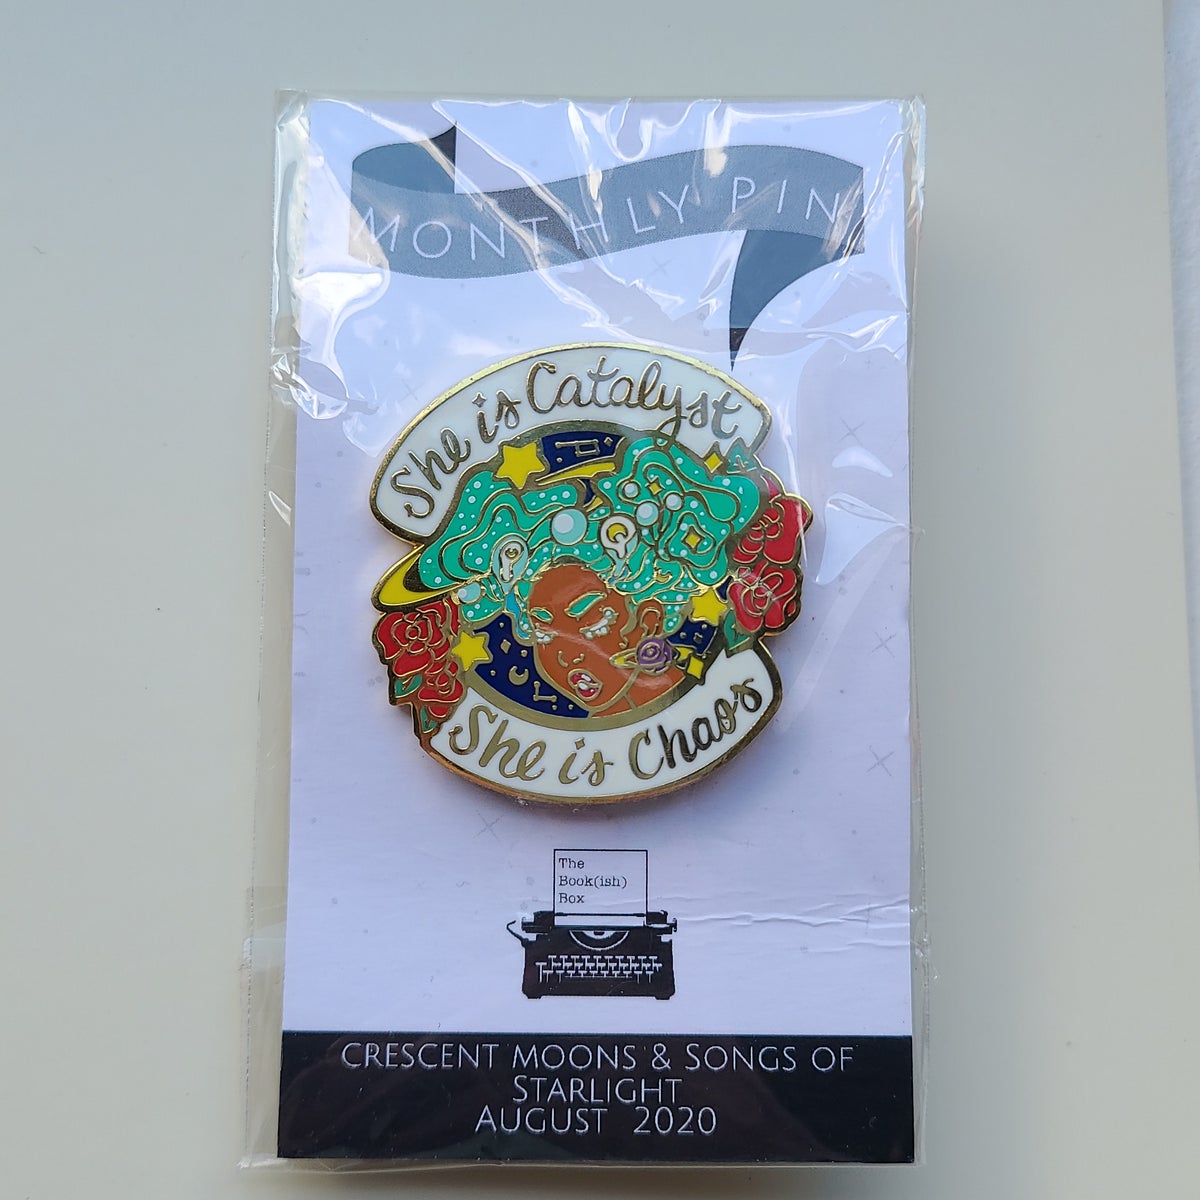 MONTHLY PIN
She is Catalyst
She is Chaos
The
Book(ish)
Box
CRESCENT MOONS & SONGS OF
STARLIGHT
AUGUST 2020